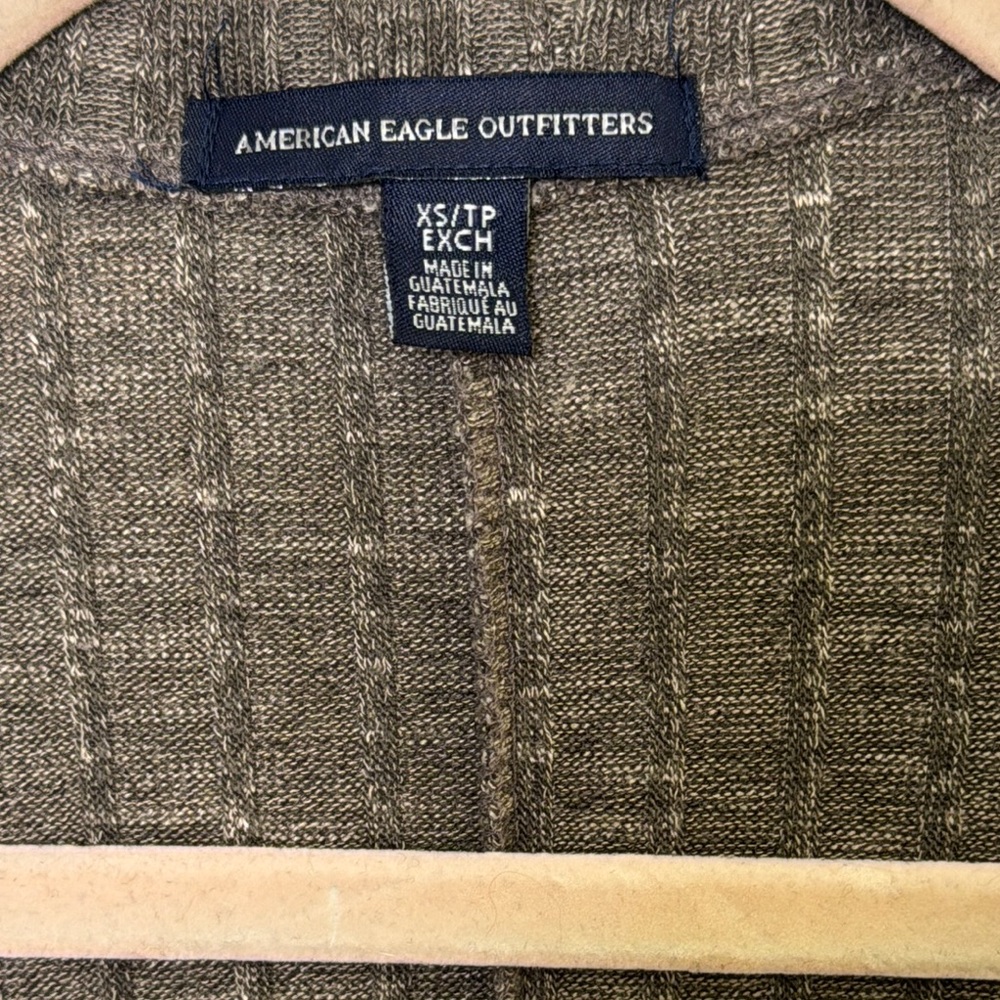 AMERICAN EAGLE OUTFITTERS
XS/TP
EXCH
MADE IN
GUATEMALA
FABRIQUÉ AU
GUATEMALA